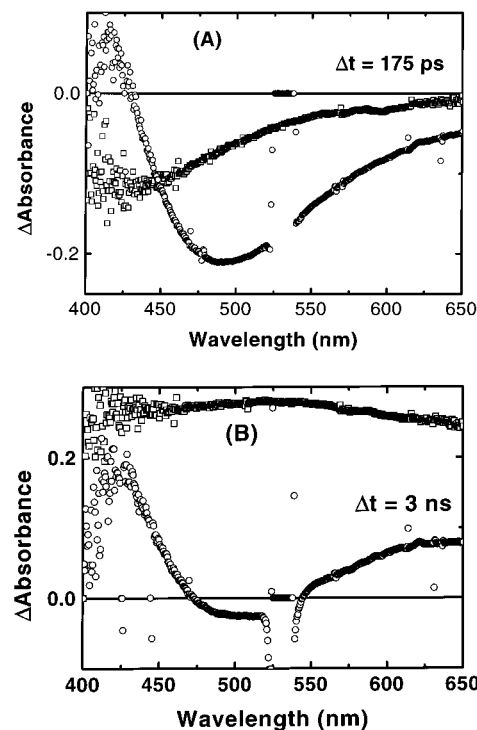 (A)
Δt = 175 ps
0.0
-0.2
ΔAbsorbance
400 450 500 550 600 650
Wavelength (nm)
(B)
Δt = 3 ns
0.2
0.0
ΔAbsorbance
400 450 500 550 600 650
Wavelength (nm)